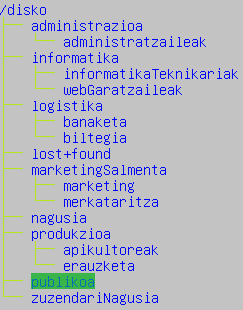 /disko
administrazioa
administratzaileak
informatika
informatikaTeknikariak
webGaratzaileak
logistika
banaketa
biltegia
lost+found
marketingSalmenta
marketing
merkataritza
nagusia
produkzioa
apikultoreak
erauzketa
publikoa
zuzendariNagusia